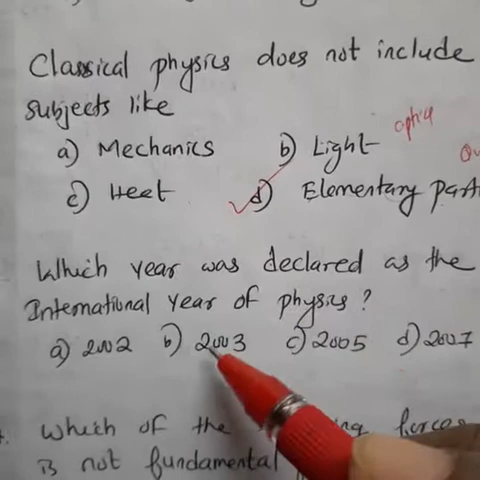 Classical physics does not include
subjects like
a) Mechanics b) Light optics
c) Heat d) Elementary
Which year was declared as the
International year of physics?
a) 2002 b) 2003 c) 2005 d) 2007
Which of the forces
is not fundamental